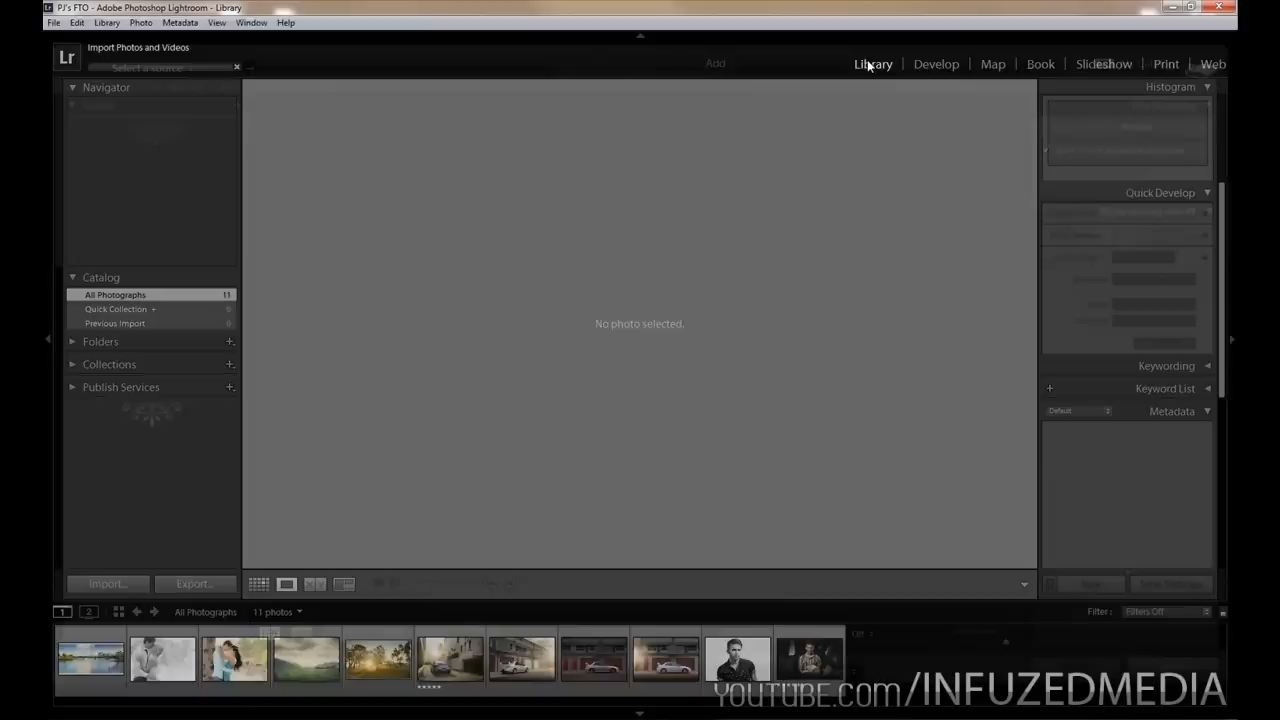 PJ's FTO - Adobe Photoshop Lightroom - Library
File Edit Library Photo Metadata View Window Help
Lr
Import Photos and Videos
Select a source
Add
Library Develop Map Book Slideshow Print Web
Navigator
Histogram
Quick Develop
Catalog
All Photographs 11
Quick Collection + 0
Previous Import 0
Folders
Collections
Publish Services
No photo selected.
Keywording
Keyword List
Default Metadata
Import... Export...
1 2 All Photographs 11 photos Filter: Filters Off
YOUTUBE.COM/INFUZEDMEDIA